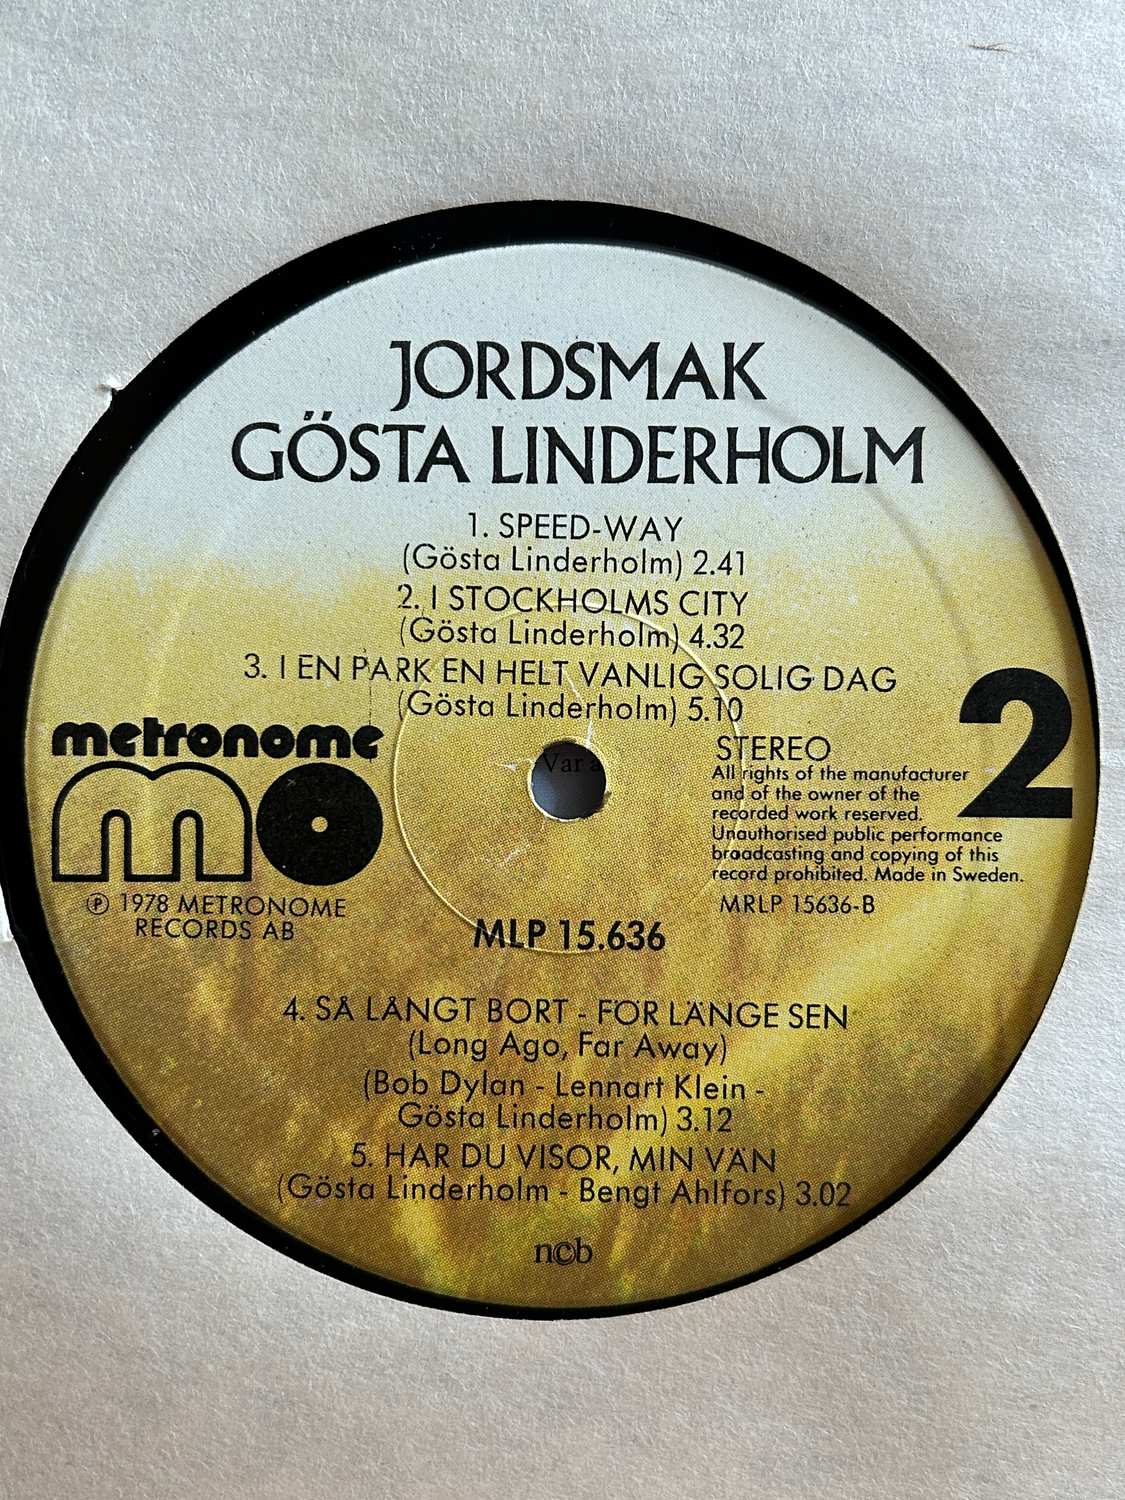 JORDSMAK
GÖSTA LINDERHOLM
1. SPEED-WAY
(Gösta Linderholm) 2.41
2. I STOCKHOLMS CITY
(Gösta Linderholm) 4.32
3. I EN PARK EN HELT VANLIG SOLIG DAG
(Gösta Linderholm) 5.10
metronome
mo
℗ 1978 METRONOME
RECORDS AB
Var a
STEREO
All rights of the manufacturer
and of the owner of the
recorded work reserved.
Unauthorised public performance
broadcasting and copying of this
record prohibited. Made in Sweden.
MRLP 15636-B
2
MLP 15.636
4. SÅ LÅNGT BORT - FÖR LÄNGE SEN
(Long Ago, Far Away)
(Bob Dylan - Lennart Klein -
Gösta Linderholm) 3.12
5. HAR DU VISOR, MIN VÄN
(Gösta Linderholm - Bengt Ahlfors) 3.02
n©b